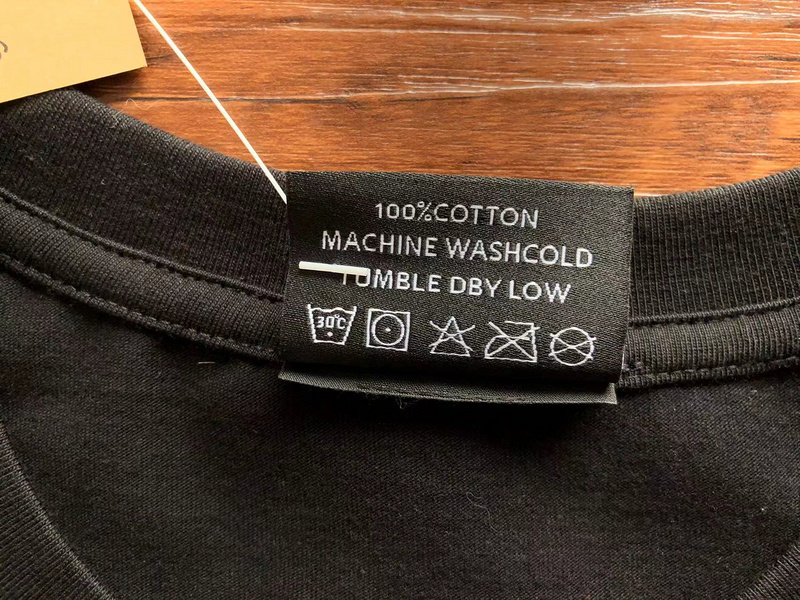 100%COTTON
MACHINE WASHCOLD
TUMBLE DBY LOW
30°C